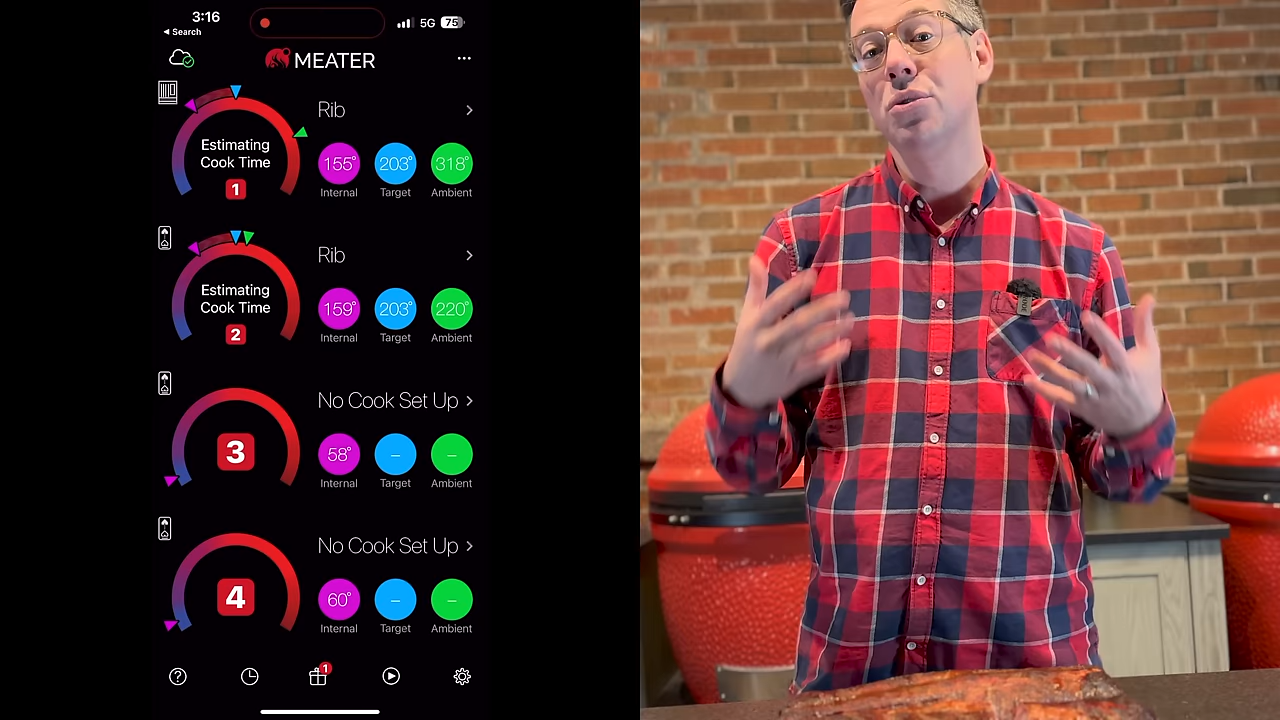 3:16
◀ Search
5G 75
MEATER
Estimating
Cook Time
1
Rib
155° 203° 318°
Internal Target Ambient
Estimating
Cook Time
2
Rib
159° 203° 220°
Internal Target Ambient
3
No Cook Set Up
58° – –
Internal Target Ambient
4
No Cook Set Up
60° – –
Internal Target Ambient
?
1